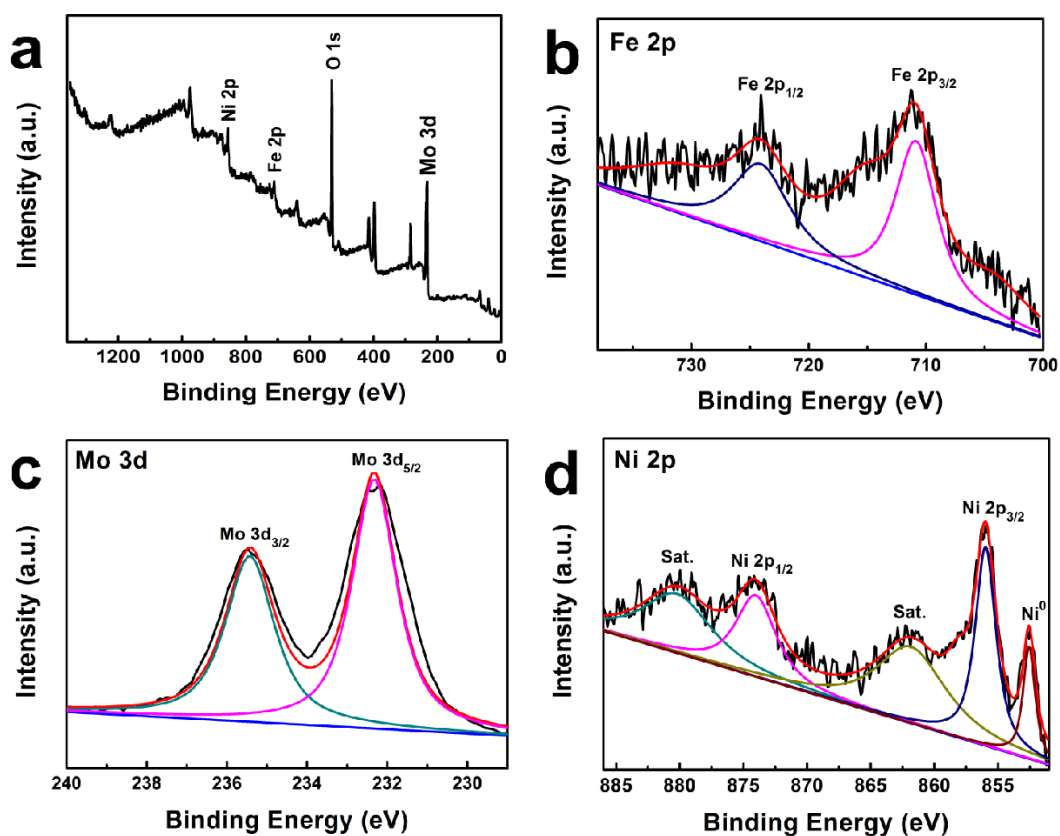 a
Ni 2p
Fe 2p
O 1s
Mo 3d
Intensity (a.u.)
1200 1000 800 600 400 200 0
Binding Energy (eV)
b
Fe 2p
Fe 2p1/2
Fe 2p3/2
Intensity (a.u.)
730 720 710 700
Binding Energy (eV)
c
Mo 3d
Mo 3d3/2
Mo 3d5/2
Intensity (a.u.)
240 238 236 234 232 230
Binding Energy (eV)
d
Ni 2p
Sat.
Ni 2p1/2
Sat.
Ni 2p3/2
Ni0
Intensity (a.u.)
885 880 875 870 865 860 855
Binding Energy (eV)